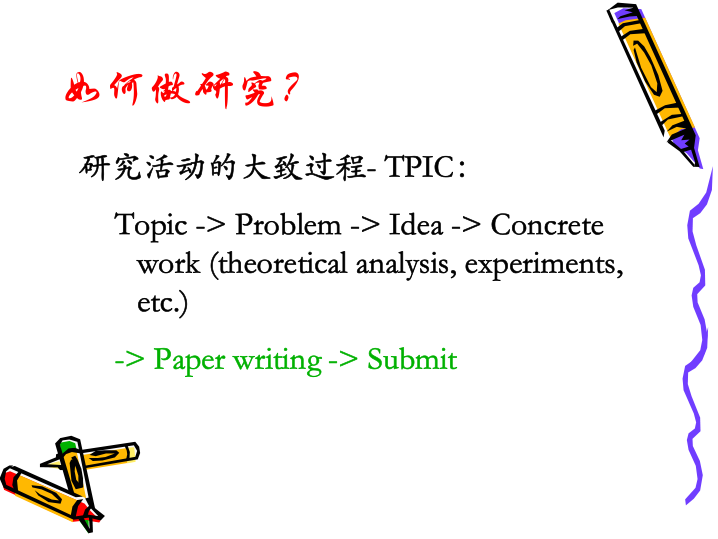 如何做研究？
研究活动的大致过程- TPIC：
Topic -> Problem -> Idea -> Concrete
work (theoretical analysis, experiments,
etc.)
-> Paper writing -> Submit